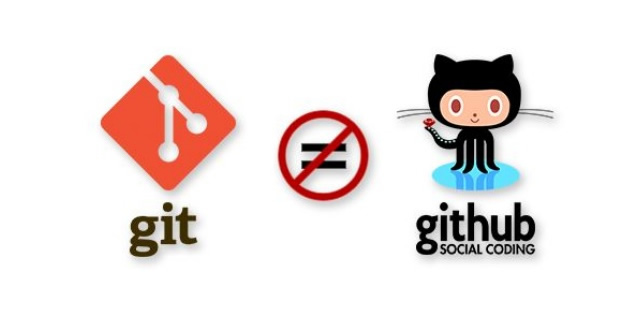 git
=
github
SOCIAL CODING